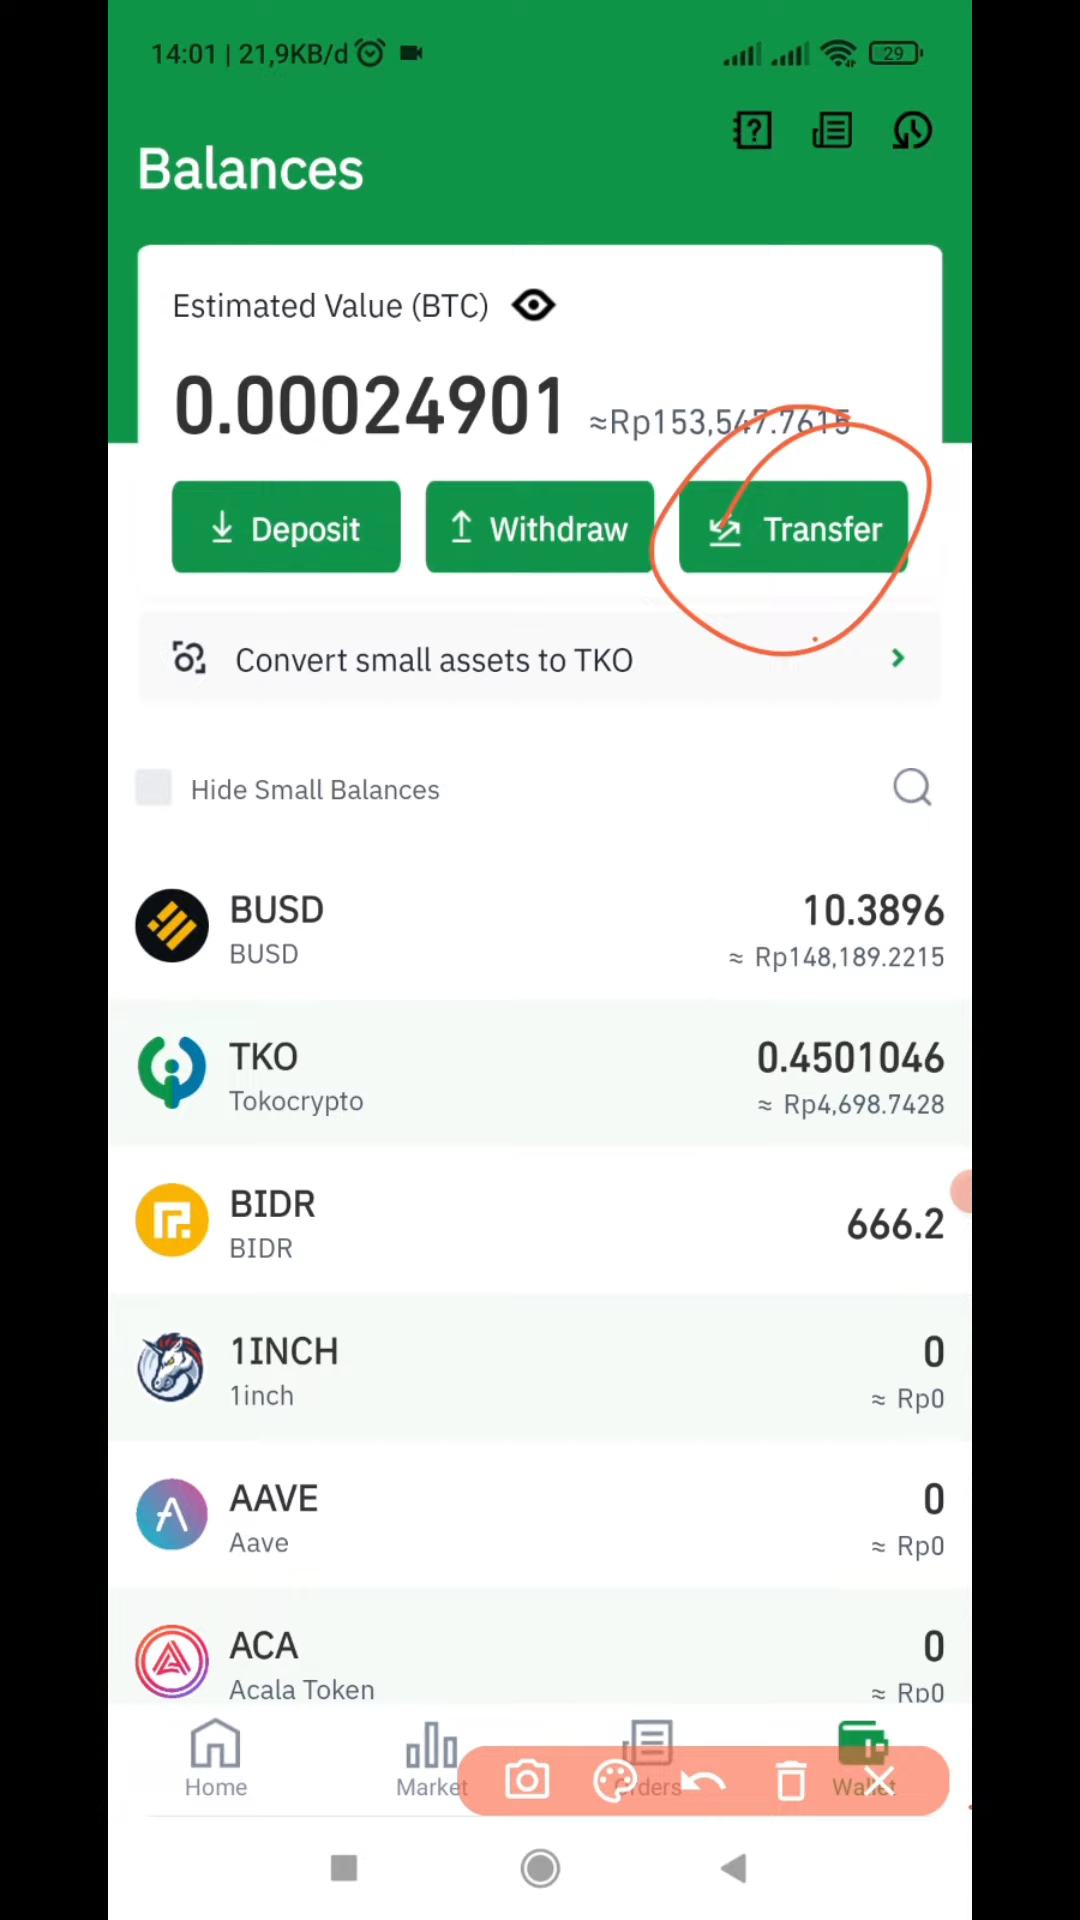 14:01 | 21,9KB/d
29
Balances
Estimated Value (BTC)
0.00024901 ≈Rp153,547.7615
Deposit
Withdraw
Transfer
Convert small assets to TKO
Hide Small Balances
BUSD
10.3896
BUSD
≈ Rp148,189.2215
TKO
0.4501046
Tokocrypto
≈ Rp4,698.7428
BIDR
666.2
BIDR
1INCH
0
1inch
≈ Rp0
AAVE
0
Aave
≈ Rp0
ACA
0
Acala Token
≈ Rp0
Home
Market
Orders
Wallet